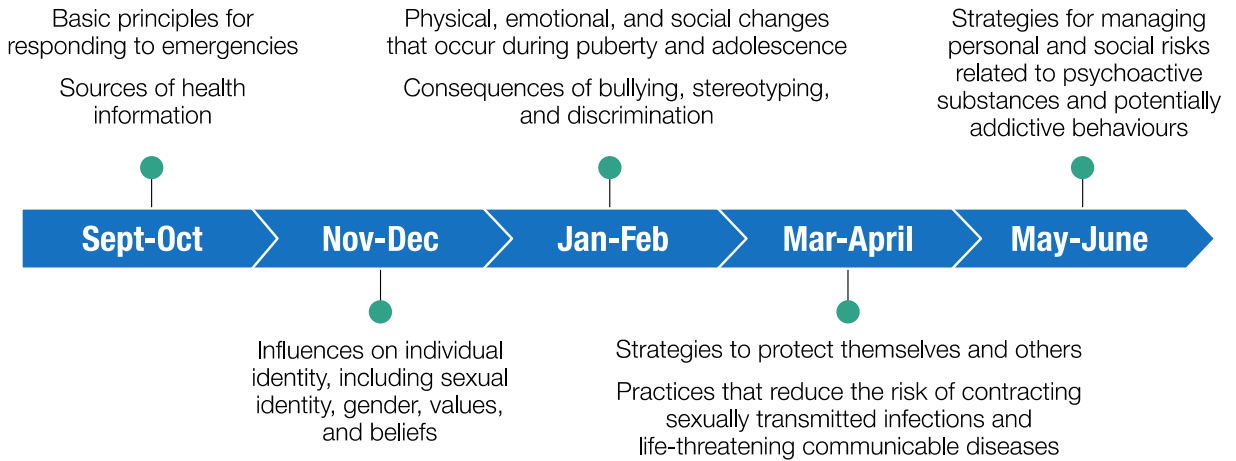 Basic principles for
responding to emergencies
Sources of health
information
Physical, emotional, and social changes
that occur during puberty and adolescence
Consequences of bullying, stereotyping,
and discrimination
Strategies for managing
personal and social risks
related to psychoactive
substances and potentially
addictive behaviours
Sept-Oct
Nov-Dec
Jan-Feb
Mar-April
May-June
Influences on individual
identity, including sexual
identity, gender, values,
and beliefs
Strategies to protect themselves and others
Practices that reduce the risk of contracting
sexually transmitted infections and
life-threatening communicable diseases